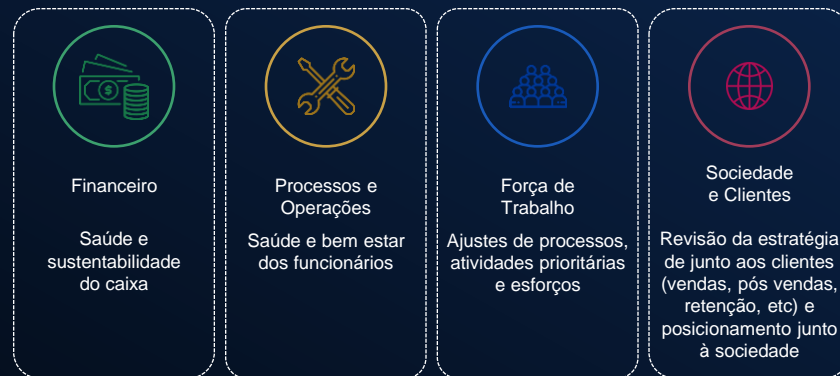 $
Financeiro
Saúde e
sustentabilidade
do caixa
Processos e
Operações
Saúde e bem estar
dos funcionários
Força de
Trabalho
Ajustes de processos,
atividades prioritárias
e esforços
Sociedade
e Clientes
Revisão da estratégia
de junto aos clientes
(vendas, pós vendas,
retenção, etc) e
posicionamento junto
à sociedade